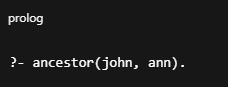 prolog
?- ancestor(john, ann).